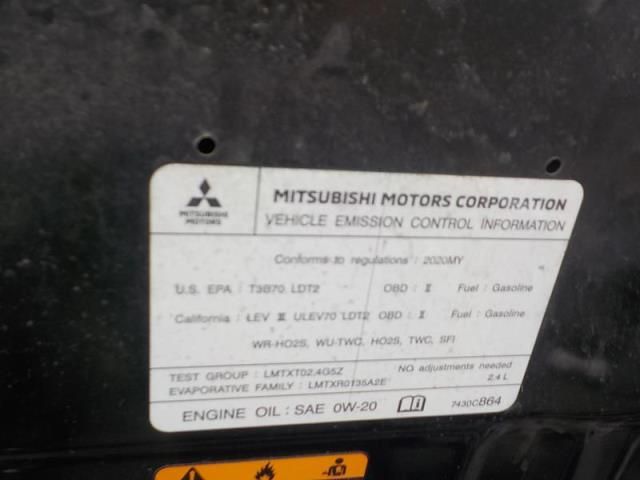 MITSUBISHI
MOTORS
MITSUBISHI MOTORS CORPORATION
VEHICLE EMISSION CONTROL INFORMATION
Conforms to regulations : 2020MY
U.S. EPA : T3B70 LDT2 OBD : II Fuel : Gasoline
California : LEV III ULEV70 LDT2 OBD : II Fuel : Gasoline
WR-HO2S, WU-TWC, HO2S, TWC, SFI
TEST GROUP : LMTXT02.4G5Z No adjustments needed
EVAPORATIVE FAMILY : LMTXR0135A2E 2.4 L
ENGINE OIL : SAE 0W-20 7430C864